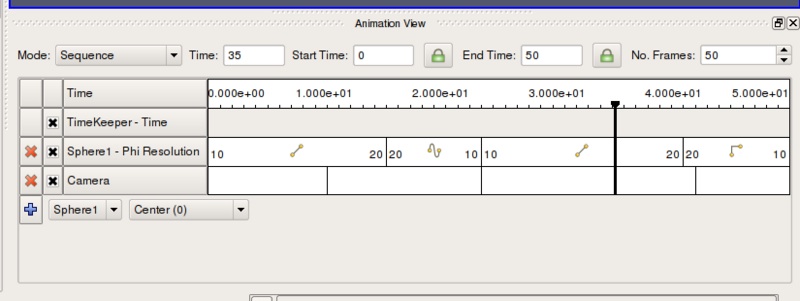 Animation View
Mode: Sequence Time: 35 Start Time: 0 End Time: 50 No. Frames: 50
Time 0.000e+00 1.000e+01 2.000e+01 3.000e+01 4.000e+01 5.000e+01
TimeKeeper - Time
Sphere1 - Phi Resolution 10 20 20 10 10 20 20 10
Camera
Sphere1 Center (0)